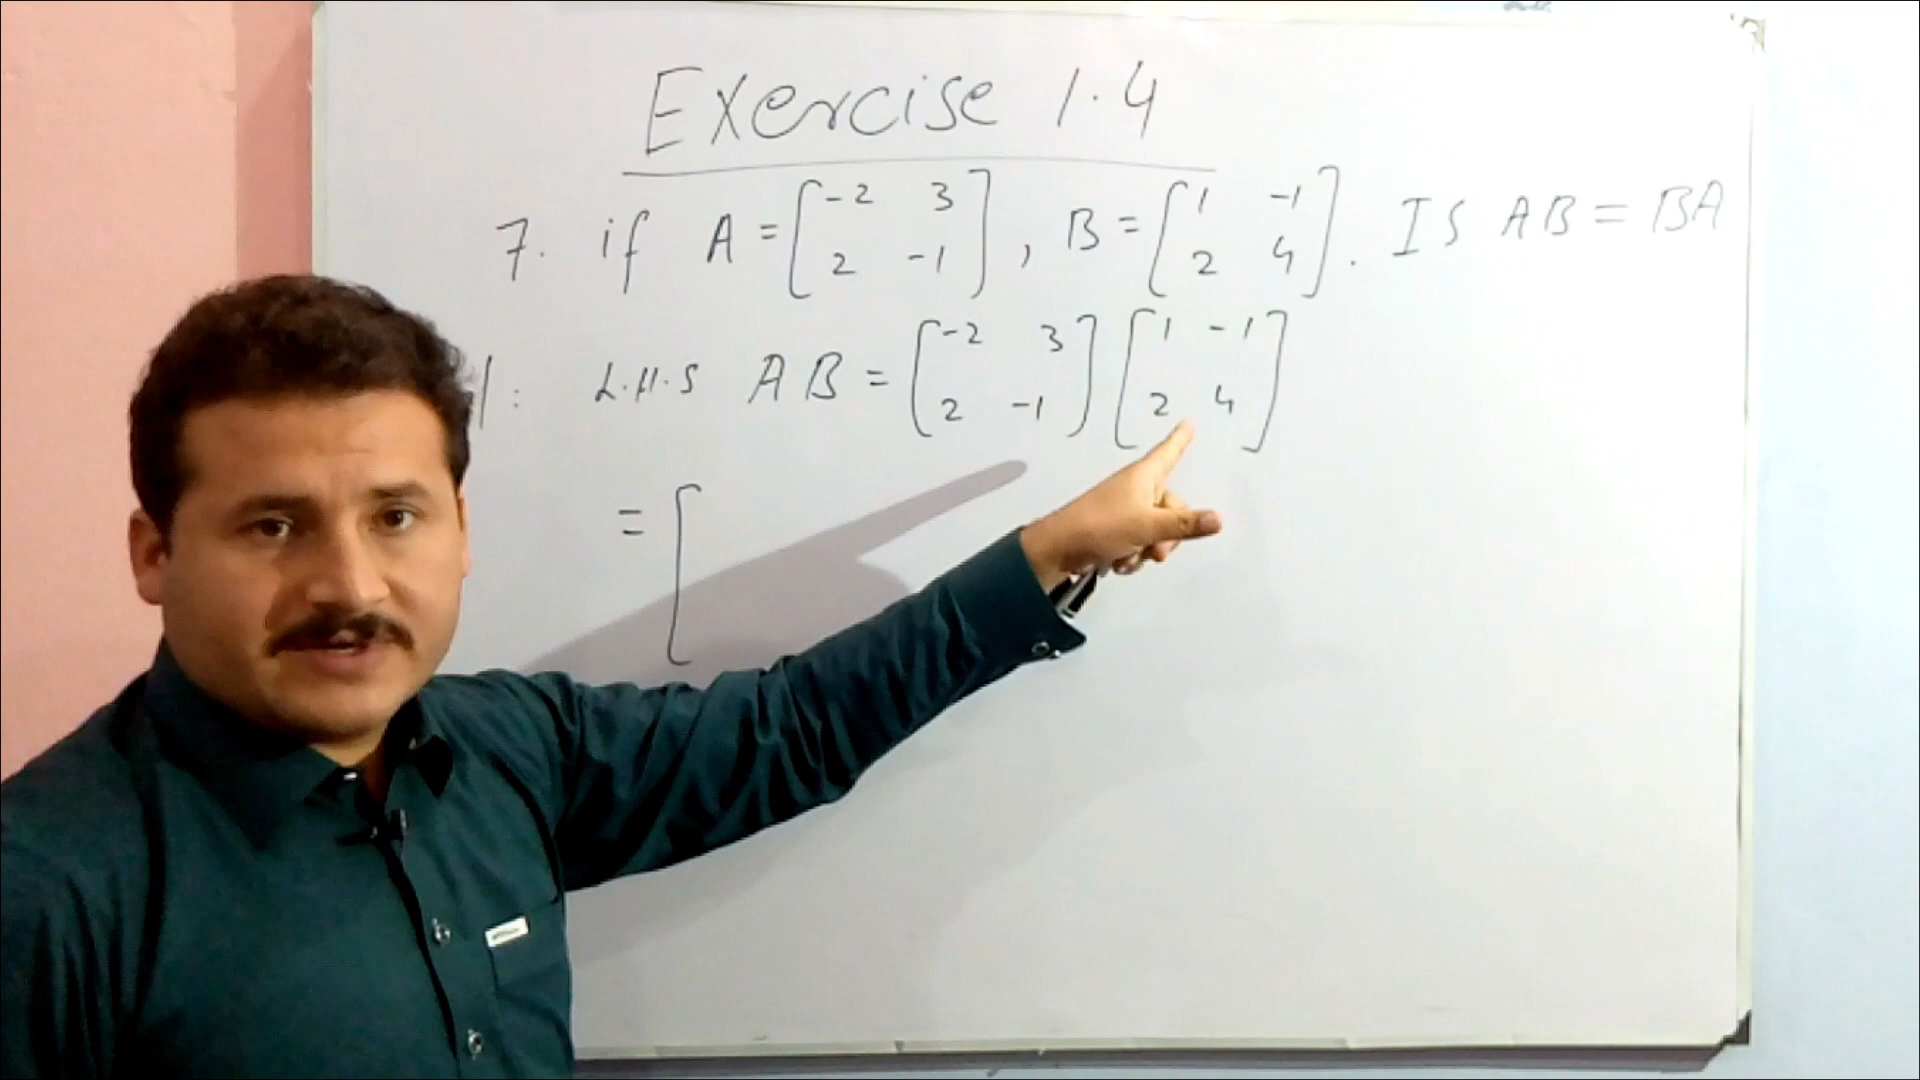 Exercise 1.4
7. if A = [-2 3 2 -1], B = [1 -1 2 4]. IS AB = BA
: L.H.S AB = [-2 3 2 -1] [1 -1 2 4]
= [